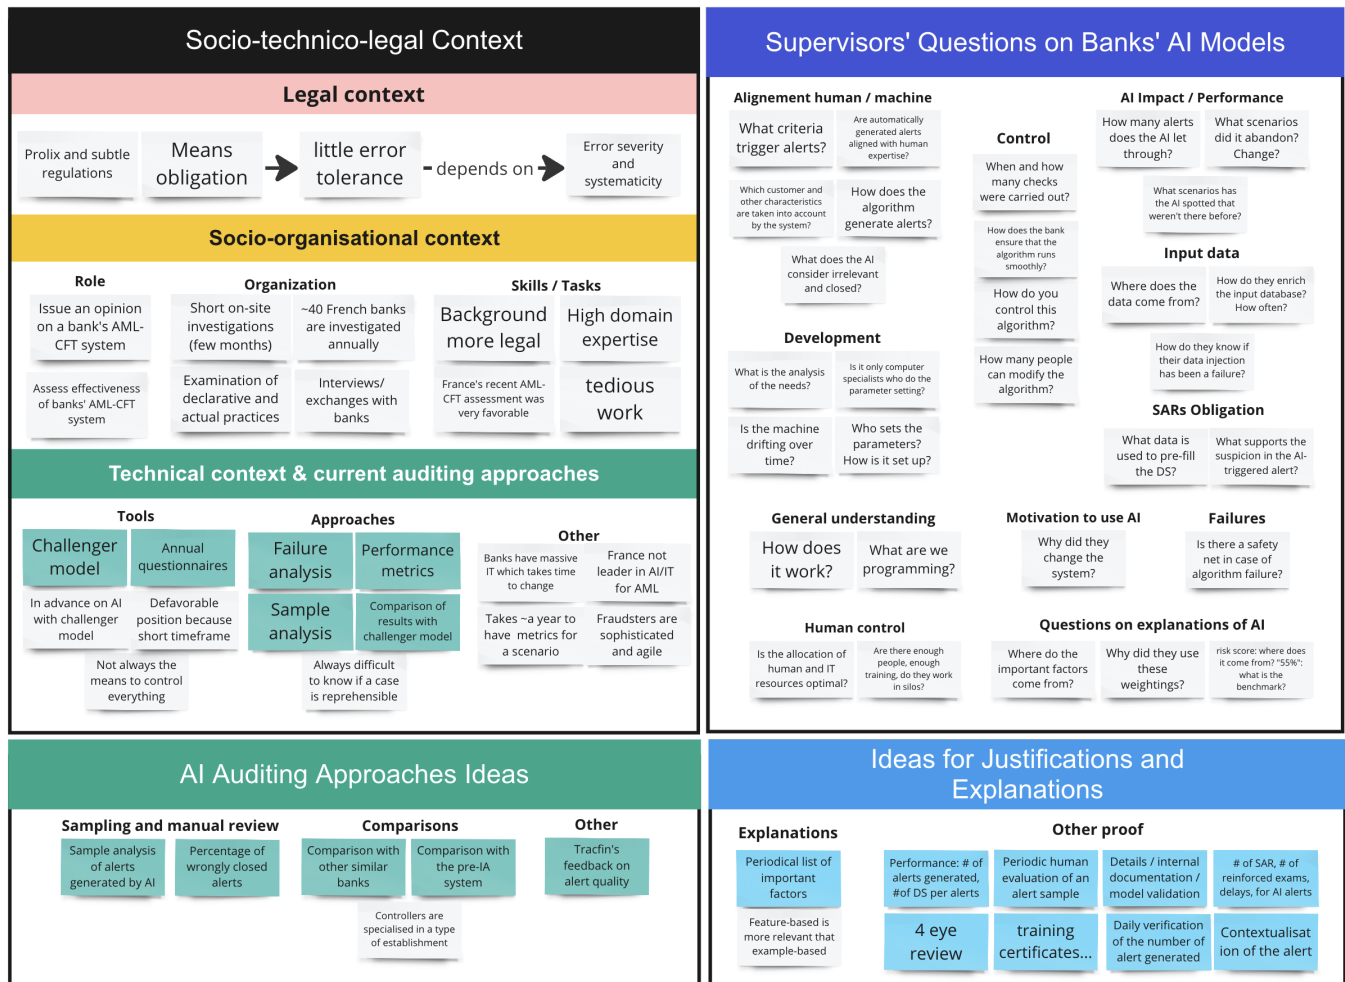 Socio-technico-legal Context
Legal context
Prolix and subtle
regulations
Means
obligation
little error
tolerance
depends on
Error severity
and
systematicity
Socio-organisational context
Role
Issue an opinion
on a bank's AML-
CFT system
Assess effectiveness
of banks' AML-CFT
system
Organization
Short on-site
investigations
(few months)
~40 French banks
are investigated
annually
Examination of
declarative and
actual practices
Interviews/
exchanges with
banks
Skills / Tasks
Background
more legal
High domain
expertise
France's recent AML-
CFT assessment was
very favorable
tedious
work
Technical context & current auditing approaches
Tools
Challenger
model
Annual
questionnaires
In advance on AI
with challenger
model
Defavorable
position because
short timeframe
Not always the
means to control
everything
Approaches
Failure
analysis
Performance
metrics
Sample
analysis
Comparison of
results with
challenger model
Always difficult
to know if a case
is reprehensible
Other
Banks have massive
IT which takes time
to change
France not
leader in AI/IT
for AML
Takes ~a year to
have metrics for
a scenario
Fraudsters are
sophisticated
and agile
Supervisors' Questions on Banks' AI Models
Alignement human / machine
What criteria
trigger alerts?
Are automatically
generated alerts
aligned with human
expertise?
Which customer and
other characteristics
are taken into account
by the system?
How does the
algorithm
generate alerts?
What does the AI
consider irrelevant
and closed?
Control
When and how
many checks
were carried out?
How does the bank
ensure that the
algorithm runs
smoothly?
How do you
control this
algorithm?
How many people
can modify the
algorithm?
AI Impact / Performance
How many alerts
does the AI let
through?
What scenarios
did it abandon?
Change?
What scenarios has
the AI spotted that
weren't there before?
Input data
Where does the
data come from?
How do they enrich
the input database?
How often?
How do they know if
their data injection
has been a failure?
Development
What is the analysis
of the needs?
Is it only computer
specialists who do the
parameter setting?
Is the machine
drifting over
time?
Who sets the
parameters?
How is it set up?
SARs Obligation
What data is
used to pre-fill
the DS?
What supports the
suspicion in the AI-
triggered alert?
General understanding
How does
it work?
What are we
programming?
Motivation to use AI
Why did they
change the
system?
Failures
Is there a safety
net in case of
algorithm failure?
Human control
Is the allocation of
human and IT
resources optimal?
Are there enough
people, enough
training, do they work
in silos?
Questions on explanations of AI
Where do the
important factors
come from?
Why did they use
these
weightings?
risk score: where does
it come from? "55%":
what is the
benchmark?
AI Auditing Approaches Ideas
Sampling and manual review
Sample analysis
of alerts
generated by AI
Percentage of
wrongly closed
alerts
Comparisons
Comparison with
other similar
banks
Comparison with
the pre-IA
system
Controllers are
specialised in a type
of establishment
Other
Tracfin's
feedback on
alert quality
Ideas for Justifications and
Explanations
Explanations
Periodical list of
important
factors
Feature-based is
more relevant that
example-based
Other proof
Performance: # of
alerts generated,
#of DS per alerts
Periodic human
evaluation of an
alert sample
Details / internal
documentation /
model validation
# of SAR, # of
reinforced exams,
delays, for AI alerts
4 eye
review
training
certificates...
Daily verification
of the number of
alert generated
Contextualisat
ion of the alert